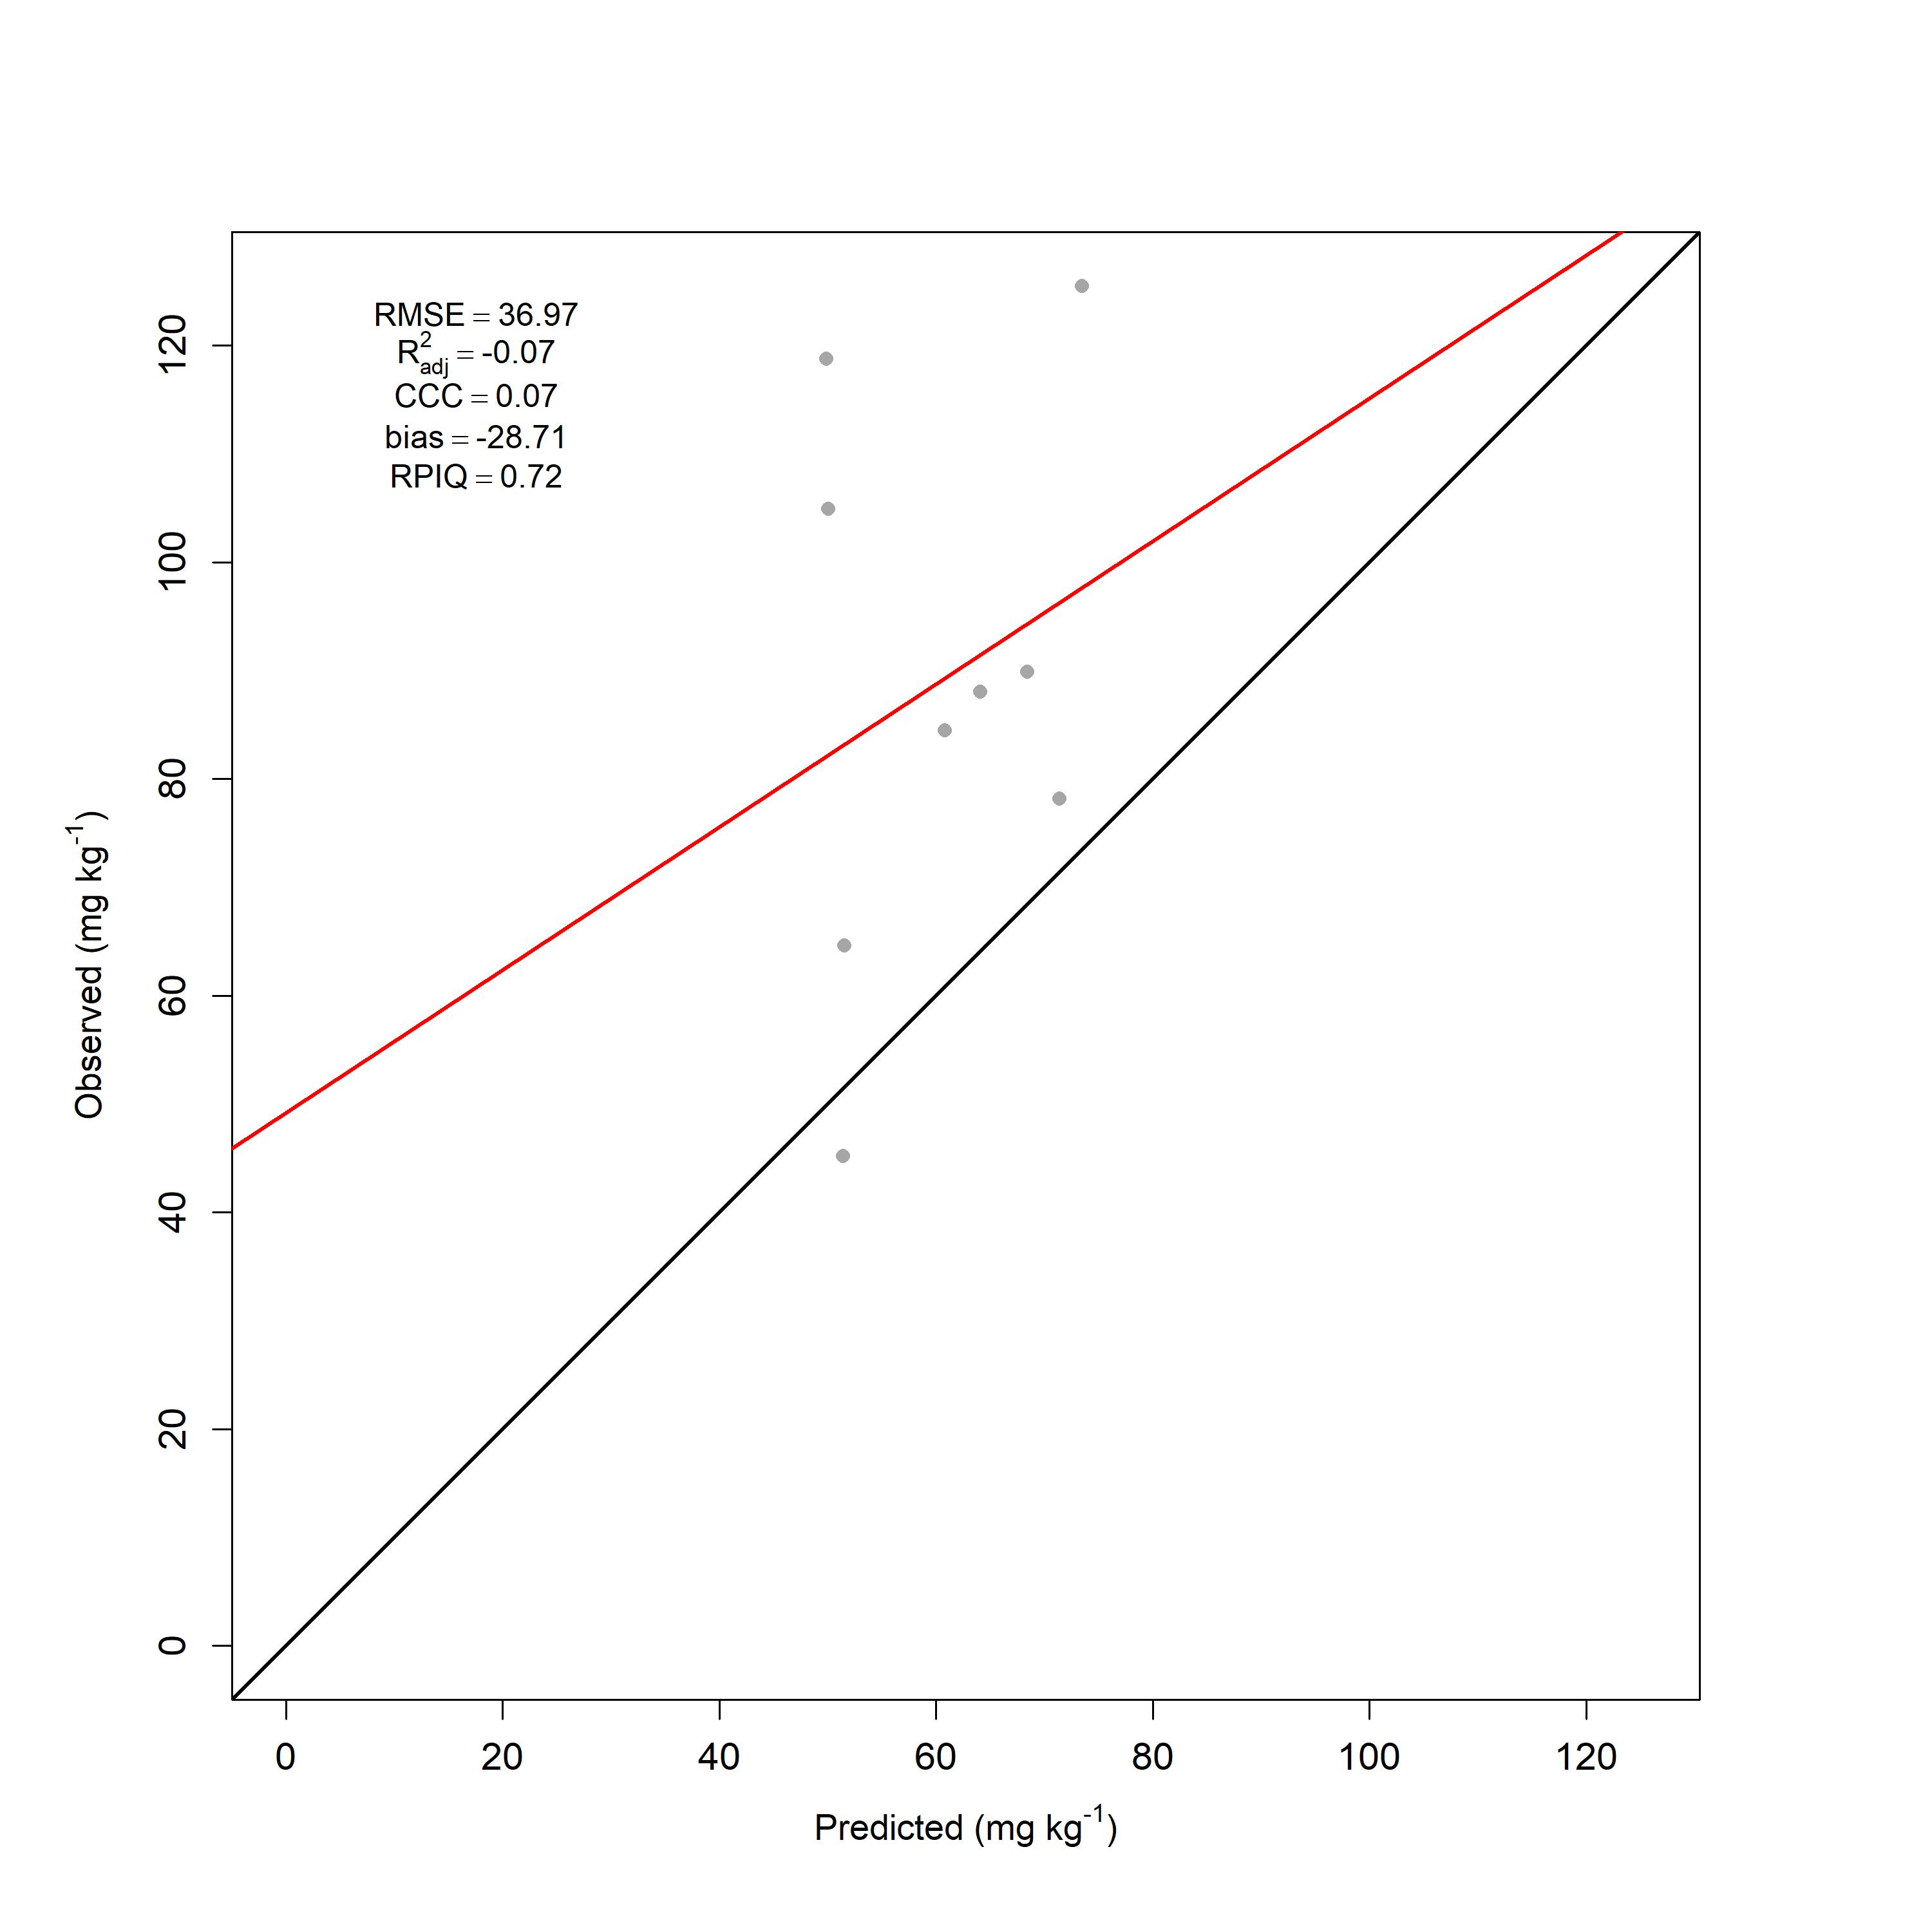 RMSE = 36.97
R²adj = -0.07
CCC = 0.07
bias = -28.71
RPIQ = 0.72
120
100
80
60
40
20
0
Observed (mg kg⁻¹)
0 20 40 60 80 100 120
Predicted (mg kg⁻¹)